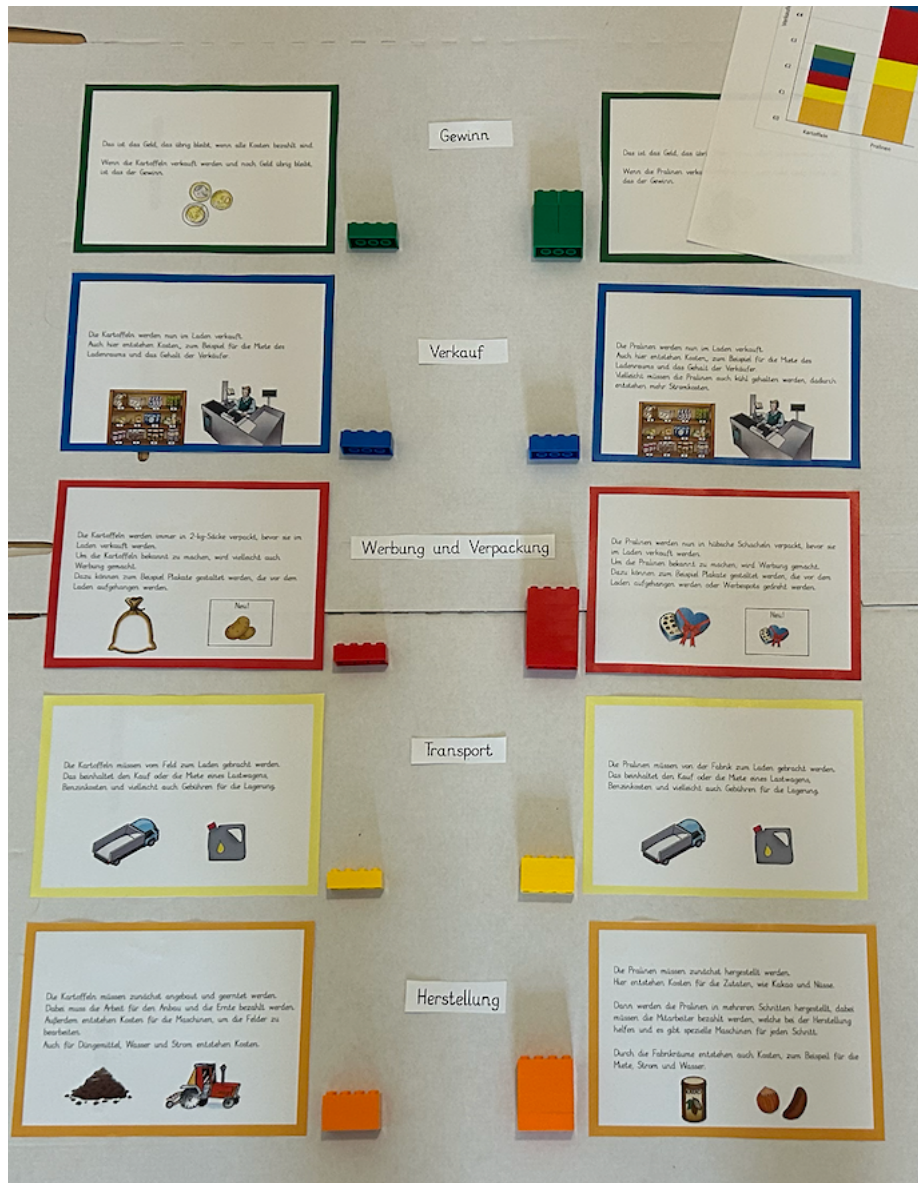 Das ist das Geld, das übrig bleibt, wenn alle Kosten bezahlt sind.
Wenn die Kartoffeln verkauft werden und noch Geld übrig bleibt,
ist das der Gewinn.
Gewinn
Das ist das Geld, das übri
Wenn die Pralinen verka
das der Gewinn.
Kartoffeln
Pralinen
Die Kartoffeln werden nun im Laden verkauft.
Auch hier entstehen Kosten, zum Beispiel für die Miete des
Ladenraums und das Gehalt der Verkäufer.
Verkauf
Die Pralinen werden nun im Laden verkauft.
Auch hier entstehen Kosten, zum Beispiel für die Miete des
Ladenraums und das Gehalt der Verkäufer.
Vielleicht müssen die Pralinen auch kühl gehalten werden, dadurch
entstehen mehr Stromkosten.
Die Kartoffeln werden immer in 2-kg-Säcke verpackt, bevor sie im
Laden verkauft werden.
Um die Kartoffeln bekannt zu machen, wird vielleicht auch
Werbung gemacht.
Dazu können zum Beispiel Plakate gestaltet werden, die vor dem
Laden aufgehangen werden.
Neu!
Werbung und Verpackung
Die Pralinen werden nun in hübsche Schachteln verpackt, bevor sie
im Laden verkauft werden.
Um die Pralinen bekannt zu machen, wird Werbung gemacht.
Dazu können zum Beispiel Plakate gestaltet werden, die vor dem
Laden aufgehangen werden oder Werbespots gedreht werden.
Neu!
Die Kartoffeln müssen vom Feld zum Laden gebracht werden.
Das beinhaltet den Kauf oder die Miete eines Lastwagens,
Benzinkosten und vielleicht auch Gebühren für die Lagerung.
Transport
Die Pralinen müssen von der Fabrik zum Laden gebracht werden.
Das beinhaltet den Kauf oder die Miete eines Lastwagens,
Benzinkosten und vielleicht auch Gebühren für die Lagerung.
Die Kartoffeln müssen zunächst angebaut und geerntet werden.
Dabei muss die Arbeit für den Anbau und die Ernte bezahlt werden.
Außerdem entstehen Kosten für die Maschinen, um die Felder zu
bearbeiten.
Auch für Düngemittel, Wasser und Strom entstehen Kosten.
Herstellung
Die Pralinen müssen zunächst hergestellt werden.
Hier entstehen Kosten für die Zutaten, wie Kakao und Nüsse.
Dann werden die Pralinen in mehreren Schritten hergestellt, dabei
müssen die Mitarbeiter bezahlt werden, welche bei der Herstellung
helfen und es gibt spezielle Maschinen für jeden Schritt.
Durch die Fabrikräume entstehen auch Kosten, zum Beispiel für die
Miete, Strom und Wasser.